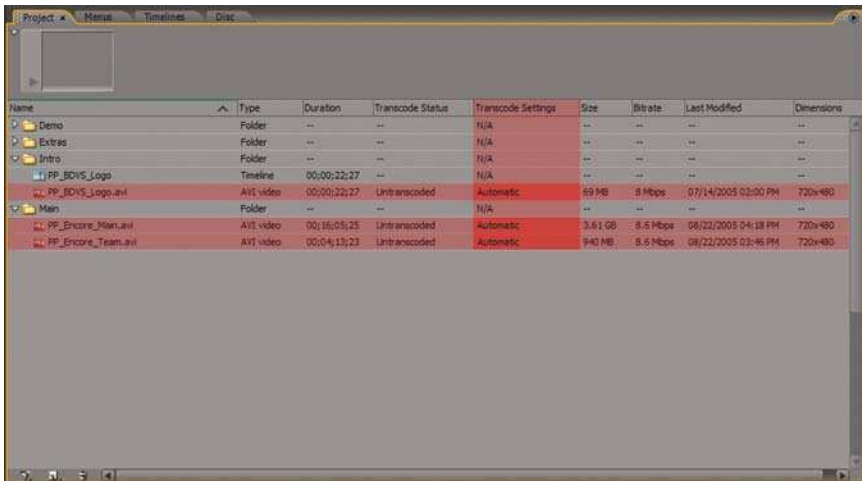 Project × Menus Timelines Disc
Name Type Duration Transcode Status Transcode Settings Size Bitrate Last Modified Dimensions
Demo Folder -- -- N/A -- -- -- --
Extras Folder -- -- N/A -- -- -- --
Intro Folder -- -- N/A -- -- -- --
PP_BDVS_Logo Timeline 00;00;22;27 -- N/A -- -- -- --
PP_BDVS_Logo.avi AVI video 00;00;22;27 Untranscoded Automatic 69 MB 8 Mbps 07/14/2005 02:00 PM 720x480
Main Folder -- -- N/A -- -- -- --
PP_Encore_Main.avi AVI video 00;16;05;25 Untranscoded Automatic 3.61 GB 8.6 Mbps 08/22/2005 04:18 PM 720x480
PP_Encore_Team.avi AVI video 00;04;13;23 Untranscoded Automatic 940 MB 8.6 Mbps 08/22/2005 03:46 PM 720x480